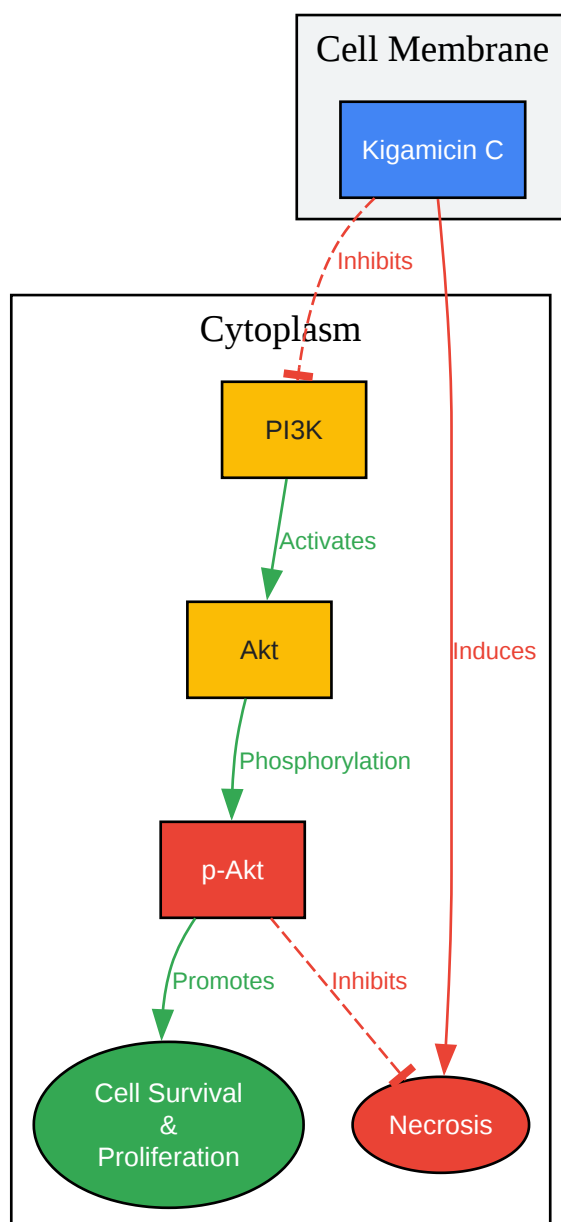 Cell Membrane
Kigamicin C
Inhibits
Cytoplasm
PI3K
Activates
Akt
Induces
Phosphorylation
p-Akt
Promotes
Inhibits
Cell Survival
&
Proliferation
Necrosis